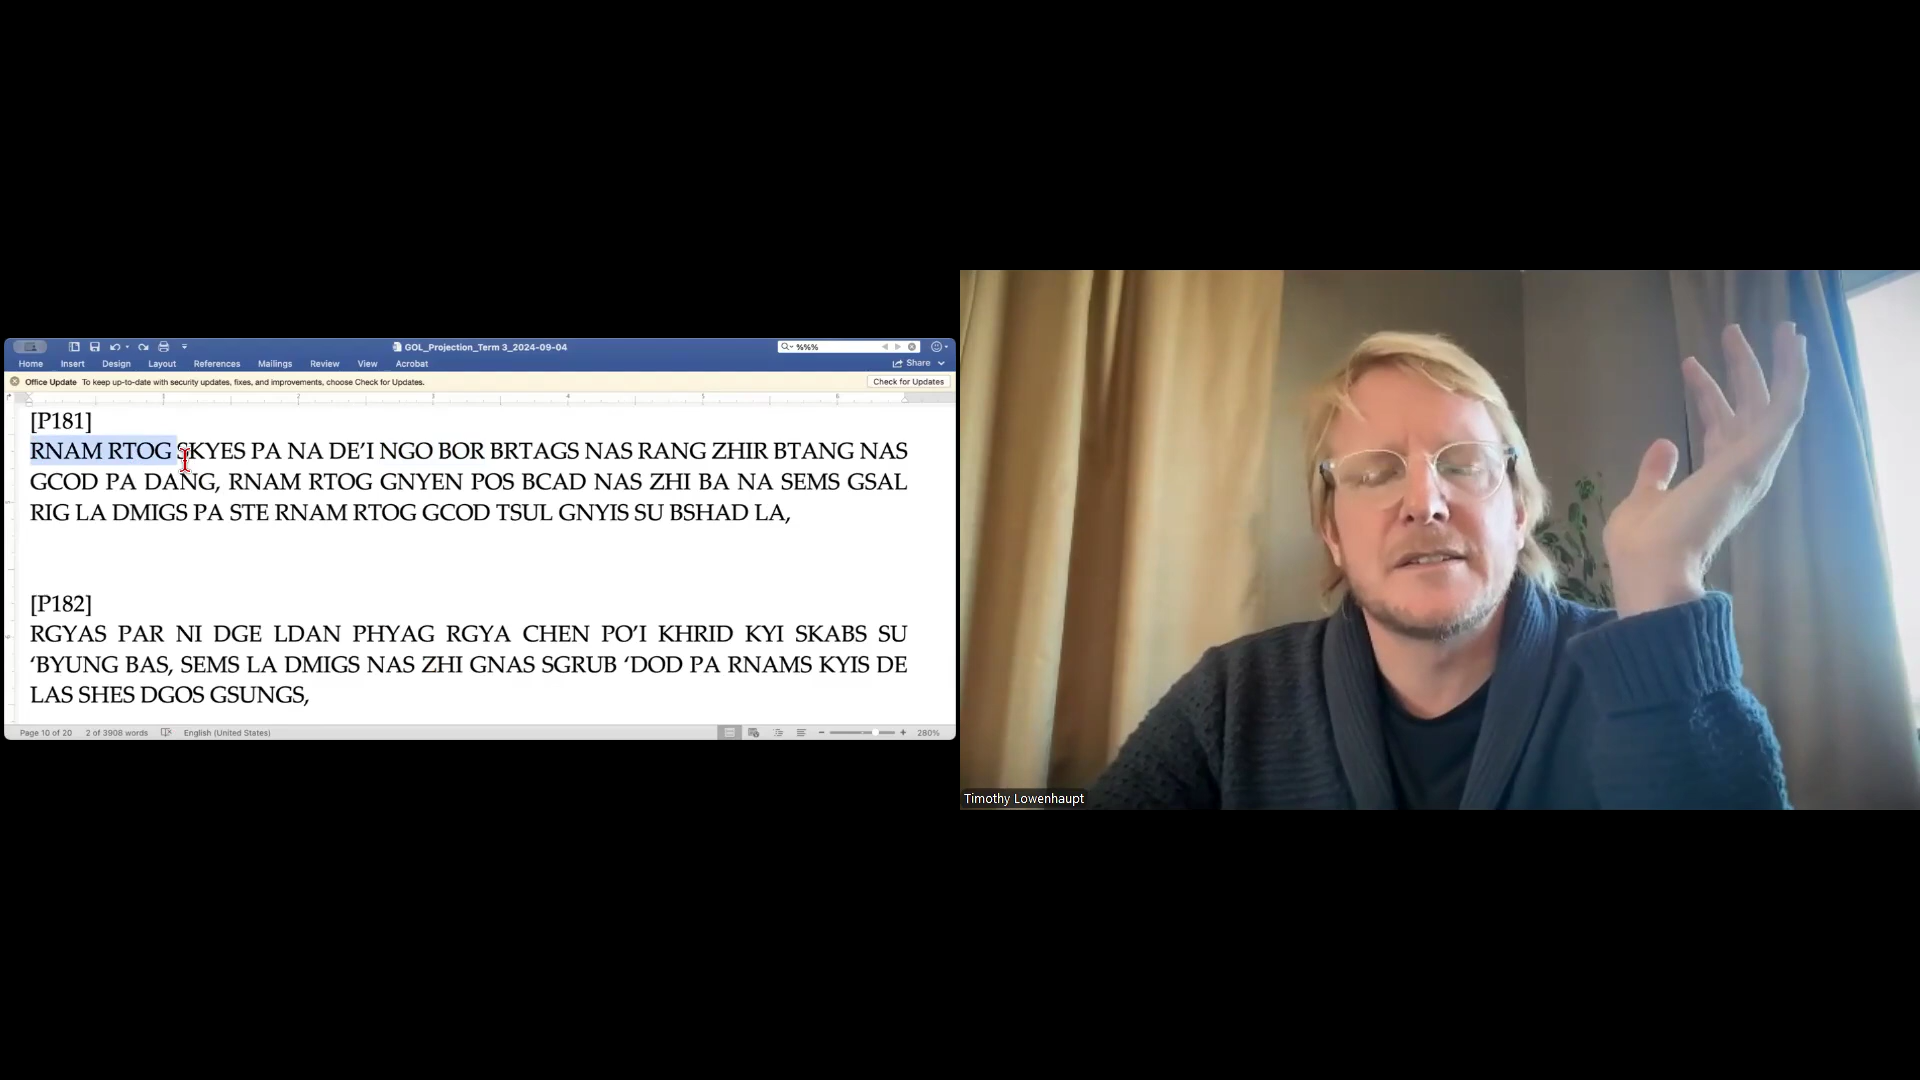 GOL_Projection_Term 3_2024-09-04
%%%
Home Insert Design Layout References Mailings Review View Acrobat Share
Office Update To keep up-to-date with security updates, fixes, and improvements, choose Check for Updates. Check for Updates
1 2 3 4 5 6
[P181]
RNAM RTOG SKYES PA NA DE’I NGO BOR BRTAGS NAS RANG ZHIR BTANG NAS
GCOD PA DANG, RNAM RTOG GNYEN POS BCAD NAS ZHI BA NA SEMS GSAL
RIG LA DMIGS PA STE RNAM RTOG GCOD TSUL GNYIS SU BSHAD LA,
[P182]
RGYAS PAR NI DGE LDAN PHYAG RGYA CHEN PO’I KHRID KYI SKABS SU
‘BYUNG BAS, SEMS LA DMIGS NAS ZHI GNAS SGRUB ‘DOD PA RNAMS KYIS DE
LAS SHES DGOS GSUNGS,
Page 10 of 20 2 of 3908 words English (United States) 280%
Timothy Lowenhaupt